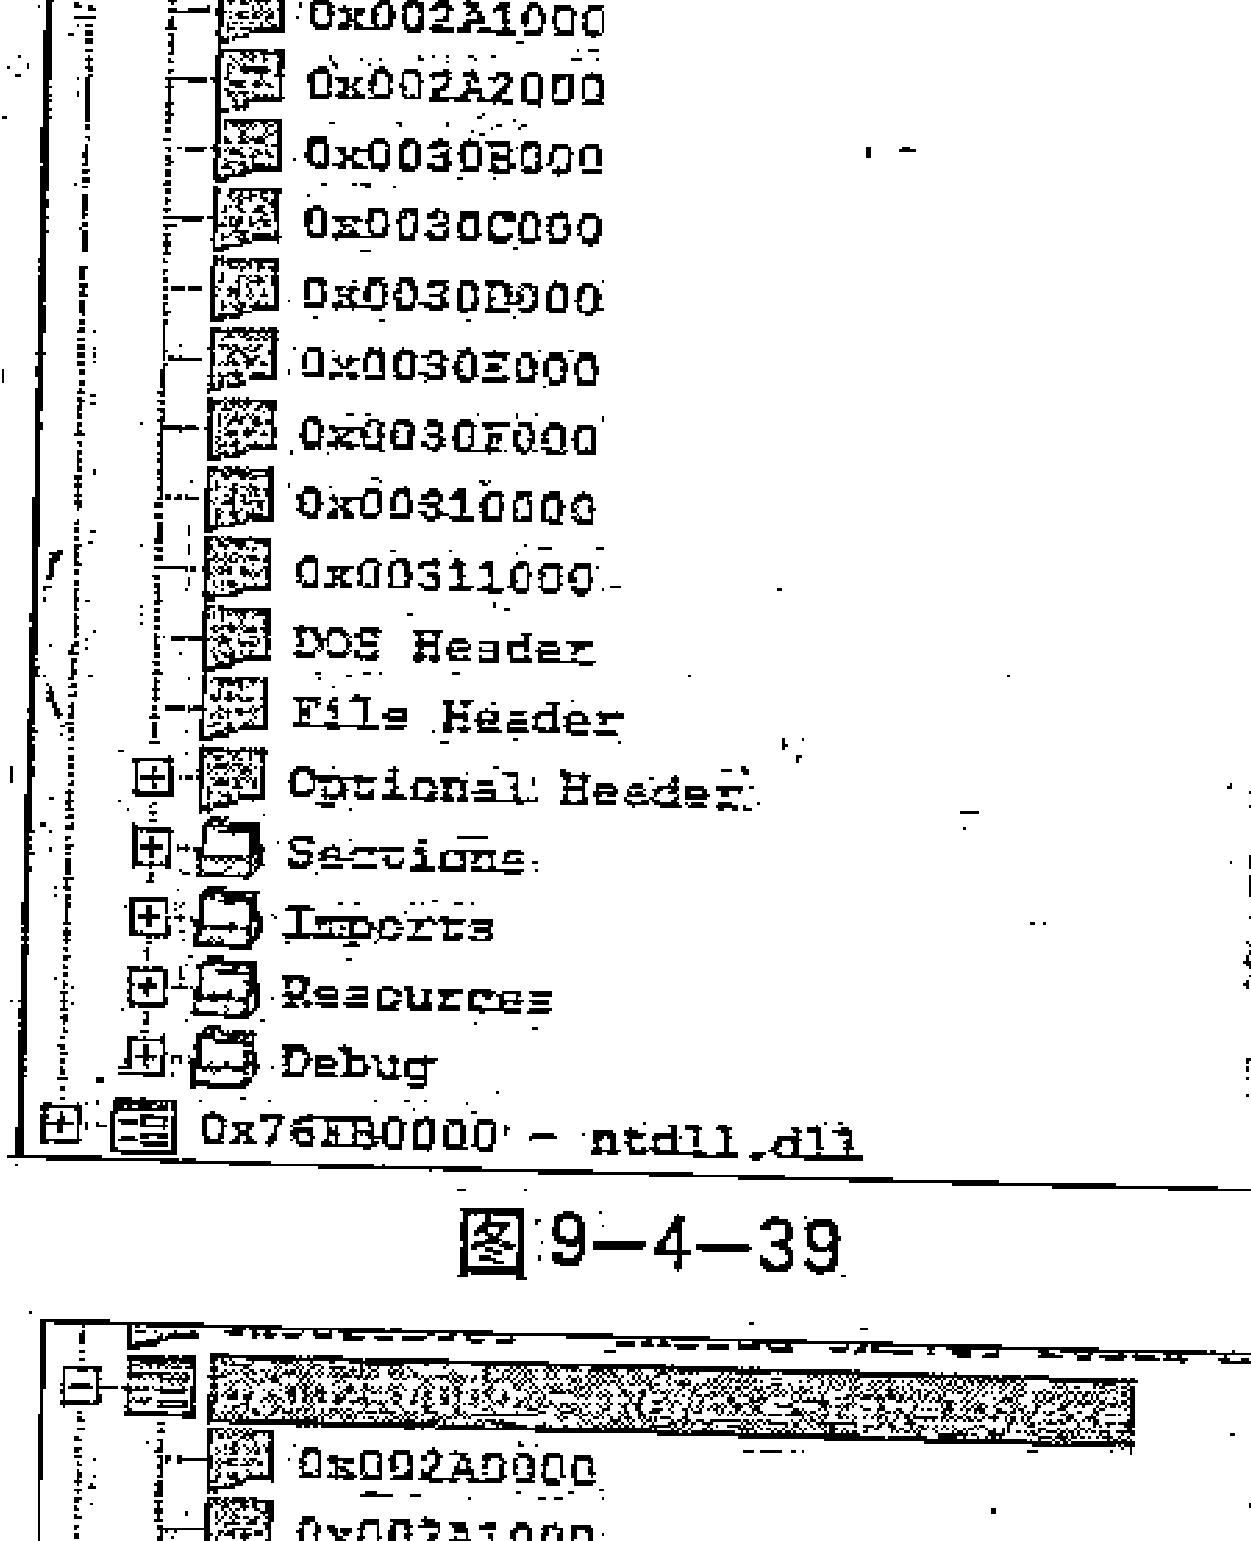 0x002A1000
0x002A2000
0x0030B000
0x0030C000
0x0030D000
0x0030E000
0x0030F000
0x00310000
0x00311000
DOS Header
File Header
Optional Header
Sections
Imports
Resources
Debug
0x76EB0000 - ntdll.dll
图 9-4-39
0x002A0000
0x002A1000